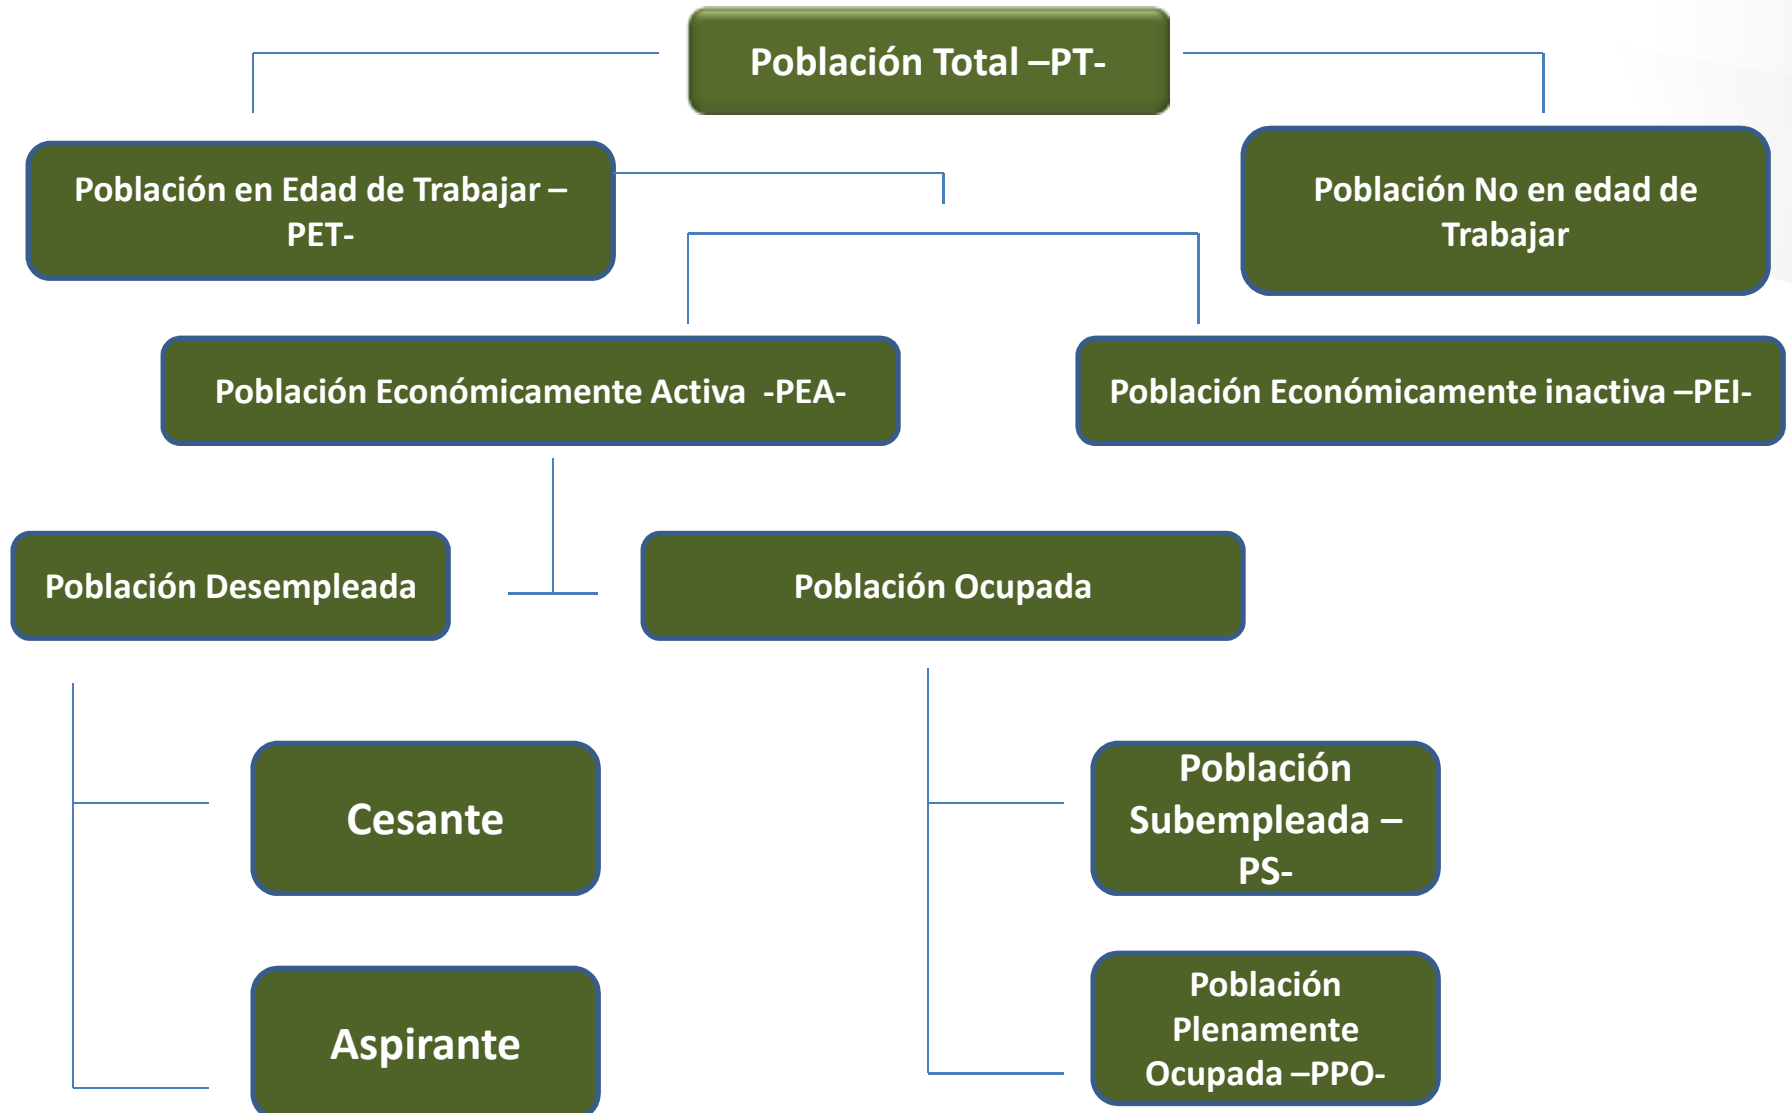 Población Total –PT-
Población en Edad de Trabajar –
PET-
Población No en edad de
Trabajar
Población Económicamente Activa  -PEA-
Población Económicamente inactiva –PEI-
Población Desempleada
Población Ocupada
Cesante
Población
Subempleada –
PS-
Aspirante
Población
Plenamente
Ocupada –PPO-